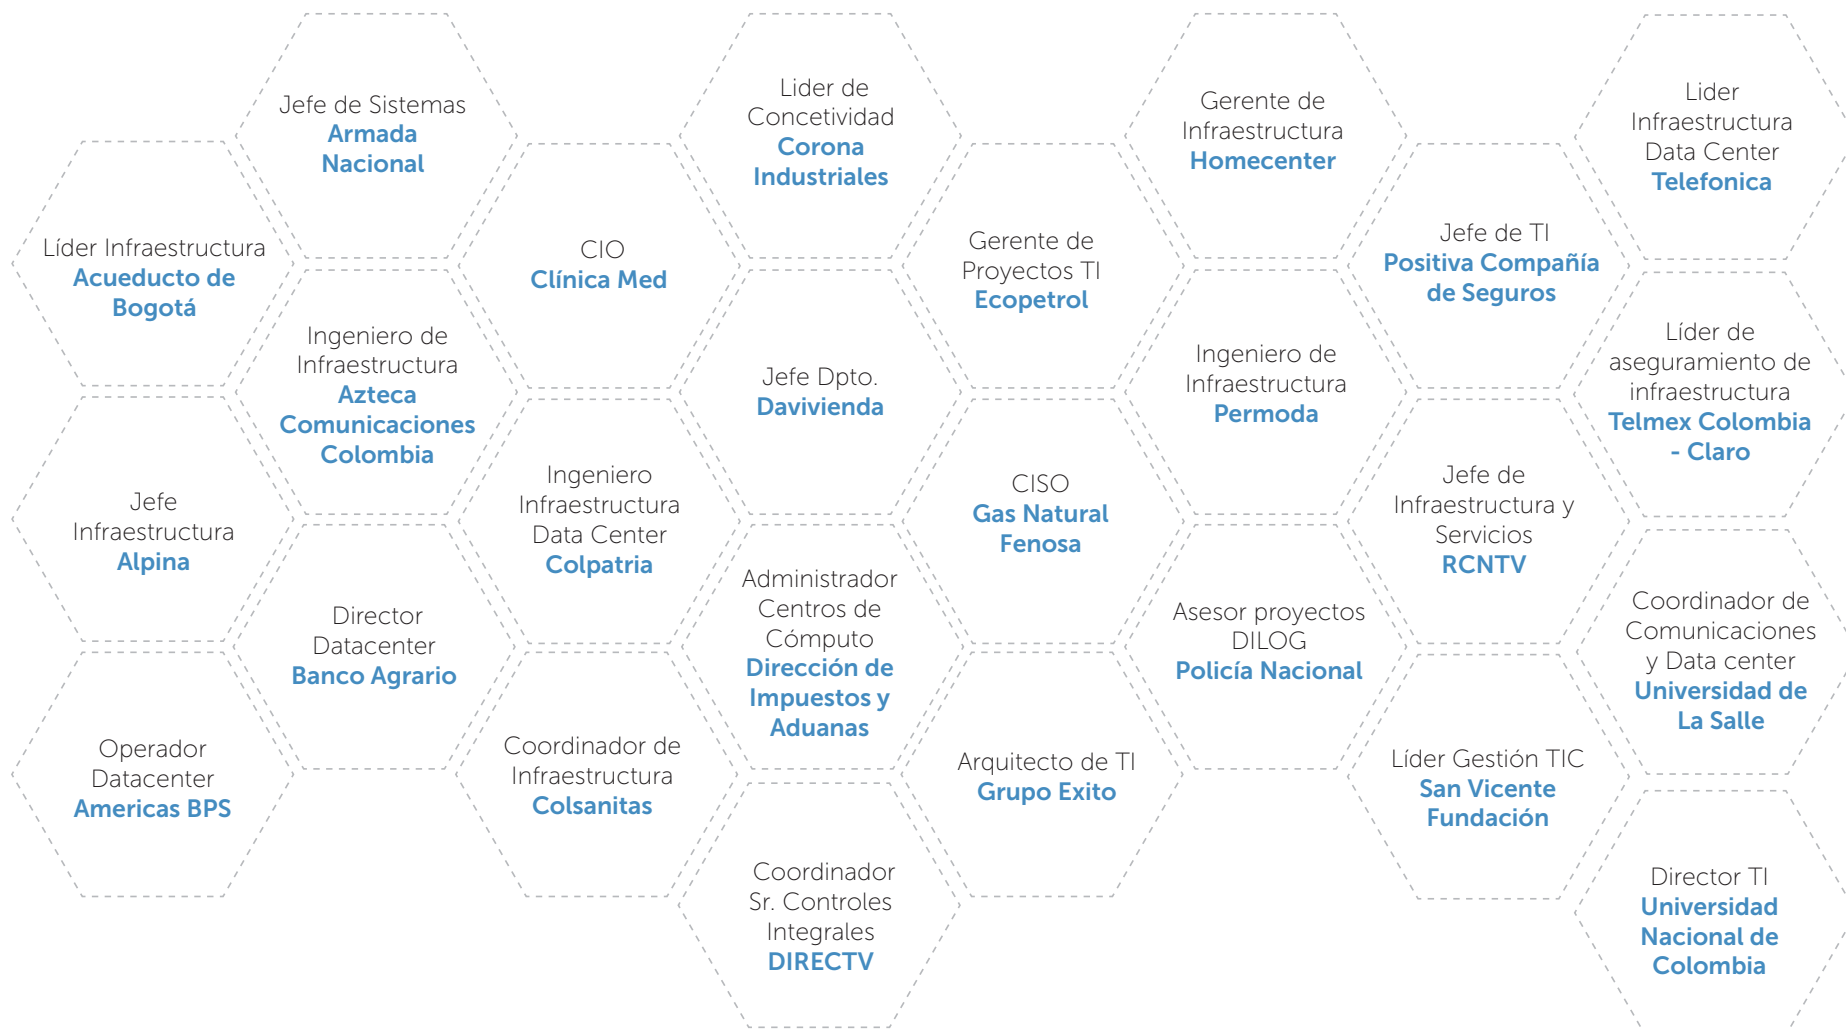 Líder Infraestructura
Acueducto de
Bogotá
Jefe
Infraestructura
Alpina
Operador
Datacenter
Americas BPS
Jefe de Sistemas
Armada
Nacional
Ingeniero de
Infraestructura
Azteca
Comunicaciones
Colombia
Director
Datacenter
Banco Agrario
CIO
Clínica Med
Ingeniero
Infraestructura
Data Center
Colpatria
Coordinador de
Infraestructura
Colsanitas
Lider de
Concetividad
Corona
Industriales
Jefe Dpto.
Davivienda
Administrador
Centros de
Cómputo
Dirección de
Impuestos y
Aduanas
Coordinador
Sr. Controles
Integrales
DIRECTV
Gerente de
Proyectos TI
Ecopetrol
CISO
Gas Natural
Fenosa
Arquitecto de TI
Grupo Exito
Gerente de
Infraestructura
Homecenter
Ingeniero de
Infraestructura
Permoda
Asesor proyectos
DILOG
Policía Nacional
Jefe de TI
Positiva Compañía
de Seguros
Jefe de
Infraestructura y
Servicios
RCNTV
Líder Gestión TIC
San Vicente
Fundación
Lider
Infraestructura
Data Center
Telefonica
Líder de
aseguramiento de
infraestructura
Telmex Colombia
- Claro
Coordinador de
Comunicaciones
y Data center
Universidad de
La Salle
Director TI
Universidad
Nacional de
Colombia